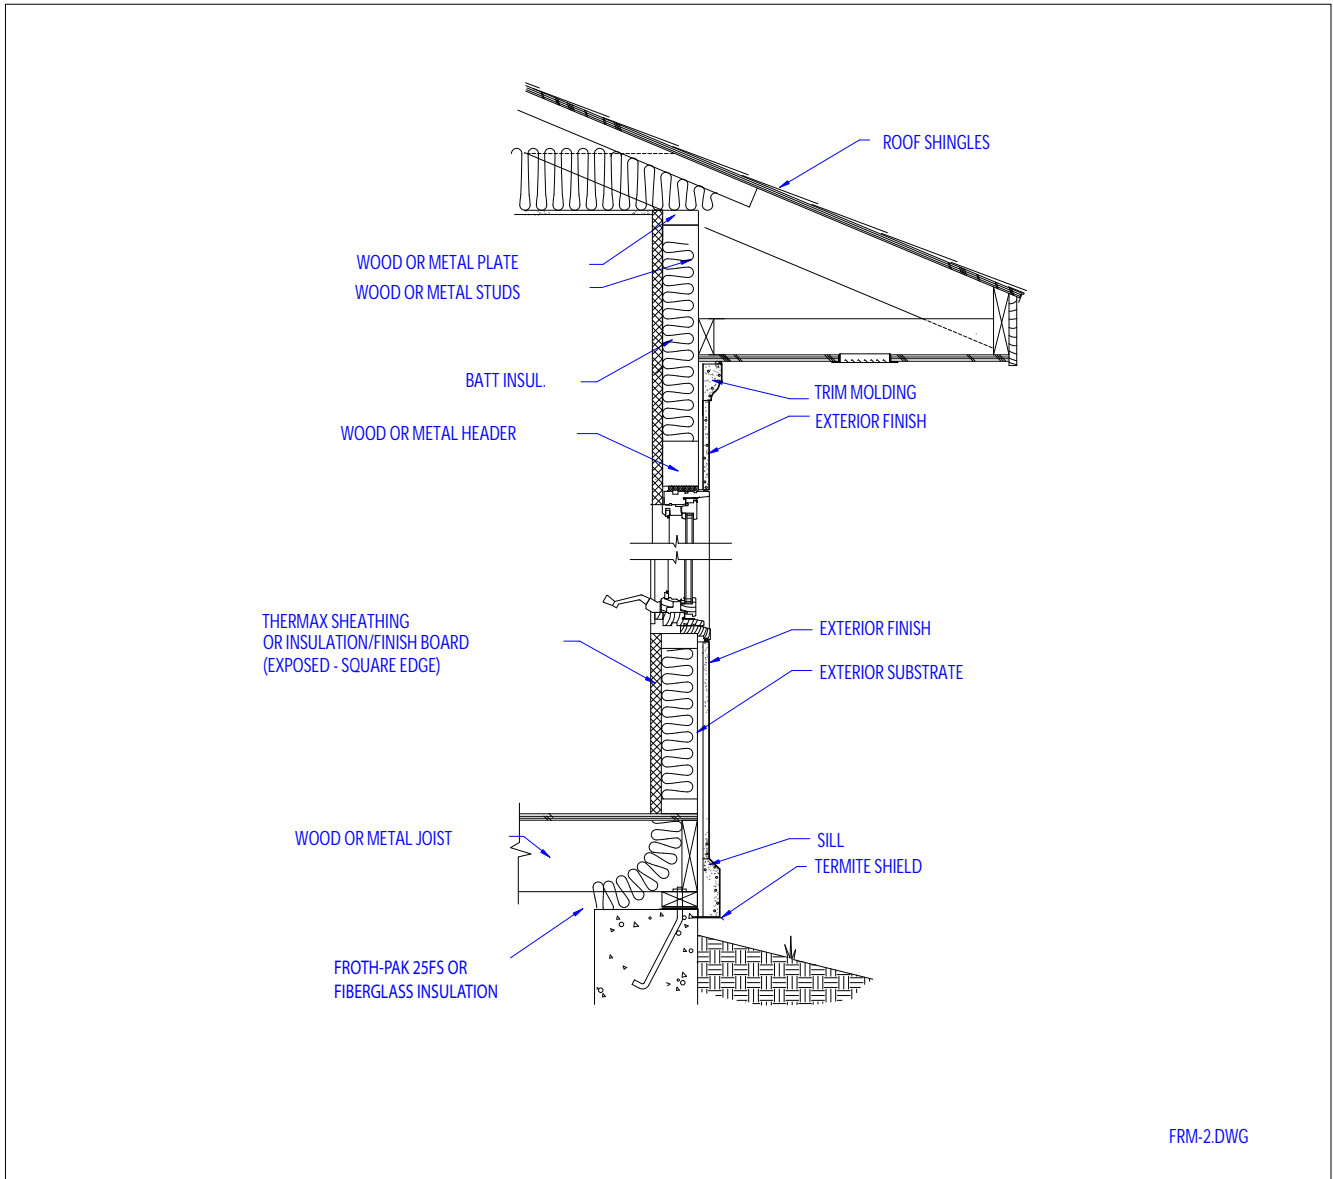 ROOF SHINGLES
WOOD OR METAL PLATE
WOOD OR METAL STUDS
BATT INSUL.
TRIM MOLDING
EXTERIOR FINISH
WOOD OR METAL HEADER
THERMAX SHEATHING
OR INSULATION/FINISH BOARD
(EXPOSED - SQUARE EDGE)
EXTERIOR FINISH
EXTERIOR SUBSTRATE
WOOD OR METAL JOIST
SILL
TERMITE SHIELD
FROTH-PAK 25FS OR
FIBERGLASS INSULATION
FRM-2.DWG